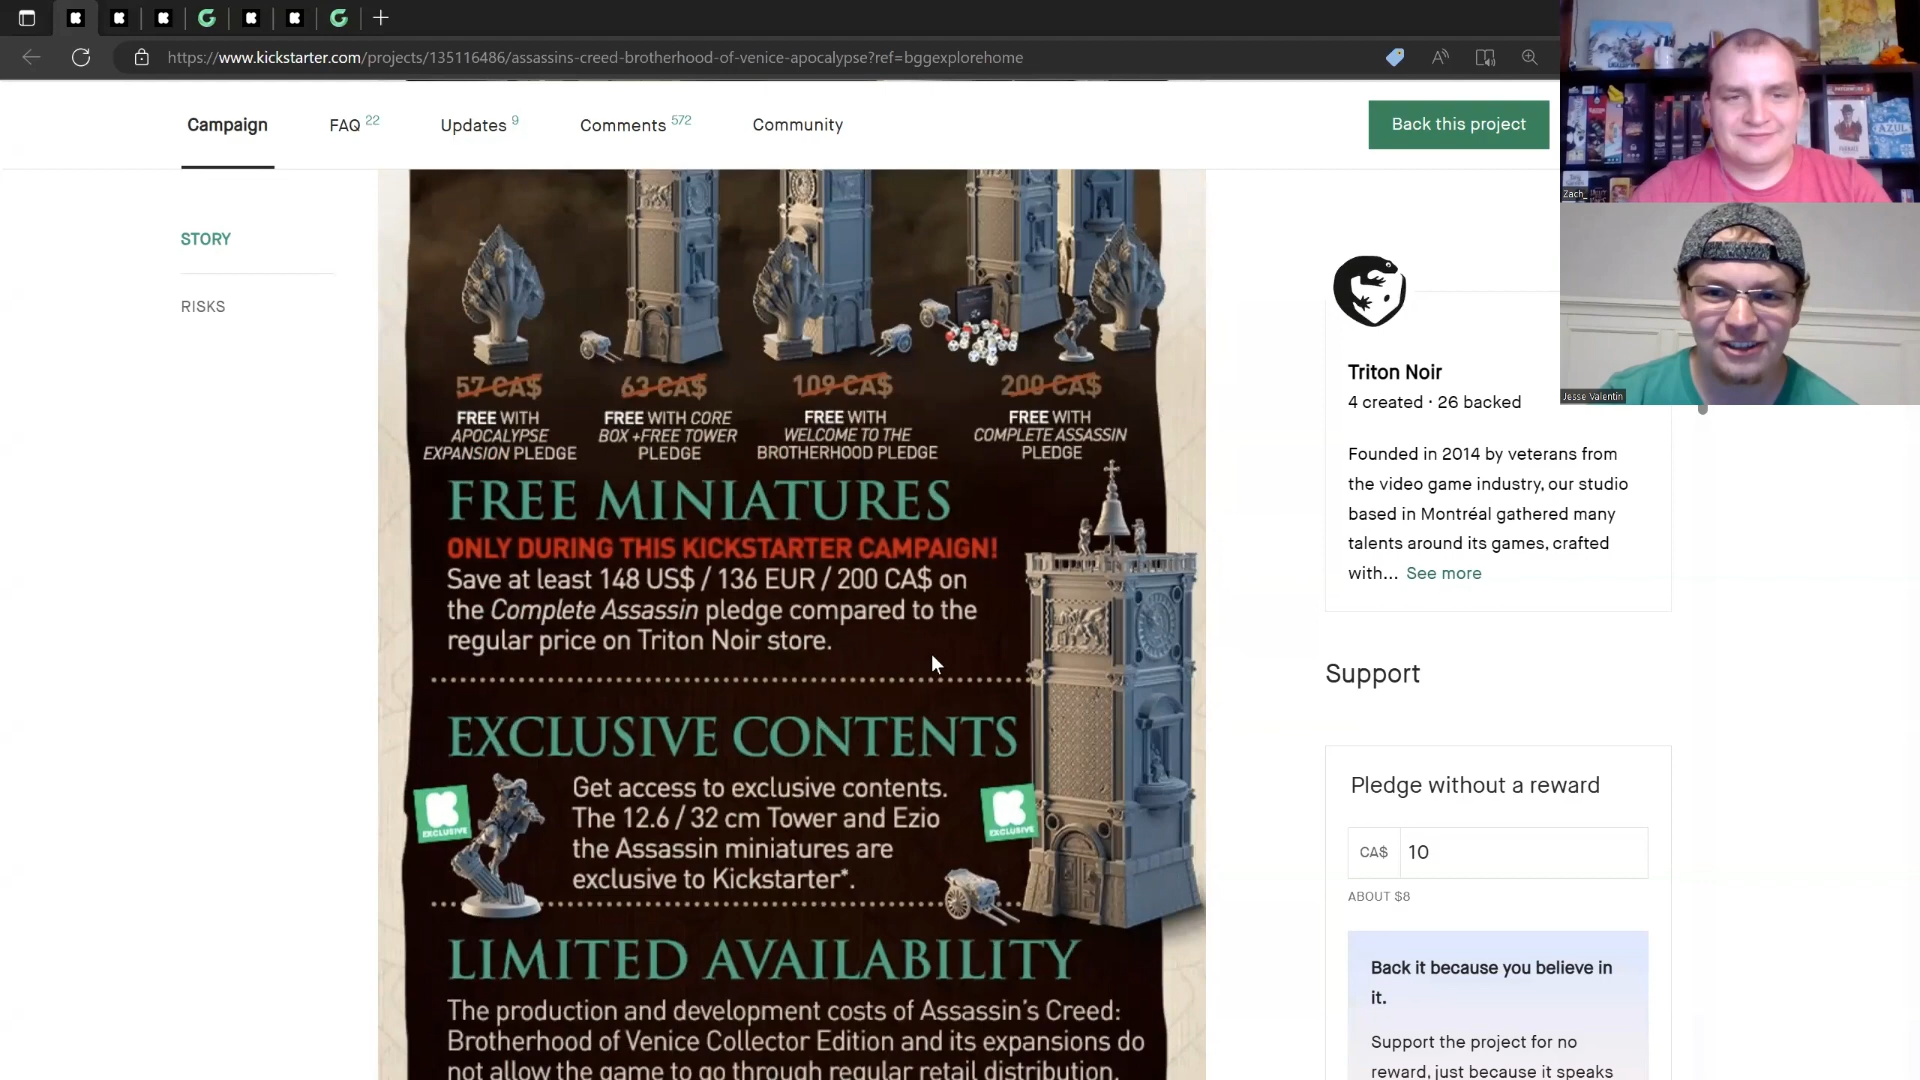 https://www.kickstarter.com/projects/135116486/assassins-creed-brotherhood-of-venice-apocalypse?ref=bggexplorehome
Campaign
FAQ 22
Updates 9
Comments 572
Community
Back this project
STORY
RISKS
57 CA$
63 CA$
109 CA$
200 CA$
FREE WITH
APOCALYPSE
EXPANSION PLEDGE
FREE WITH CORE
BOX +FREE TOWER
PLEDGE
FREE WITH
WELCOME TO THE
BROTHERHOOD PLEDGE
FREE WITH
COMPLETE ASSASSIN
PLEDGE
FREE MINIATURES
ONLY DURING THIS KICKSTARTER CAMPAIGN!
Save at least 148 US$ / 136 EUR / 200 CA$ on
the Complete Assassin pledge compared to the
regular price on Triton Noir store.
EXCLUSIVE CONTENTS
EXCLUSIVE
Get access to exclusive contents.
The 12.6 / 32 cm Tower and Ezio
the Assassin miniatures are
exclusive to Kickstarter*.
EXCLUSIVE
LIMITED AVAILABILITY
The production and development costs of Assassin's Creed:
Brotherhood of Venice Collector Edition and its expansions do
not allow the game to go through regular retail distribution.
Triton Noir
4 created · 26 backed
Founded in 2014 by veterans from
the video game industry, our studio
based in Montréal gathered many
talents around its games, crafted
with... See more
Support
Pledge without a reward
CA$ 10
ABOUT $8
Back it because you believe in
it.
Support the project for no
reward, just because it speaks
Zach_
AZUL
Jesse Valentin